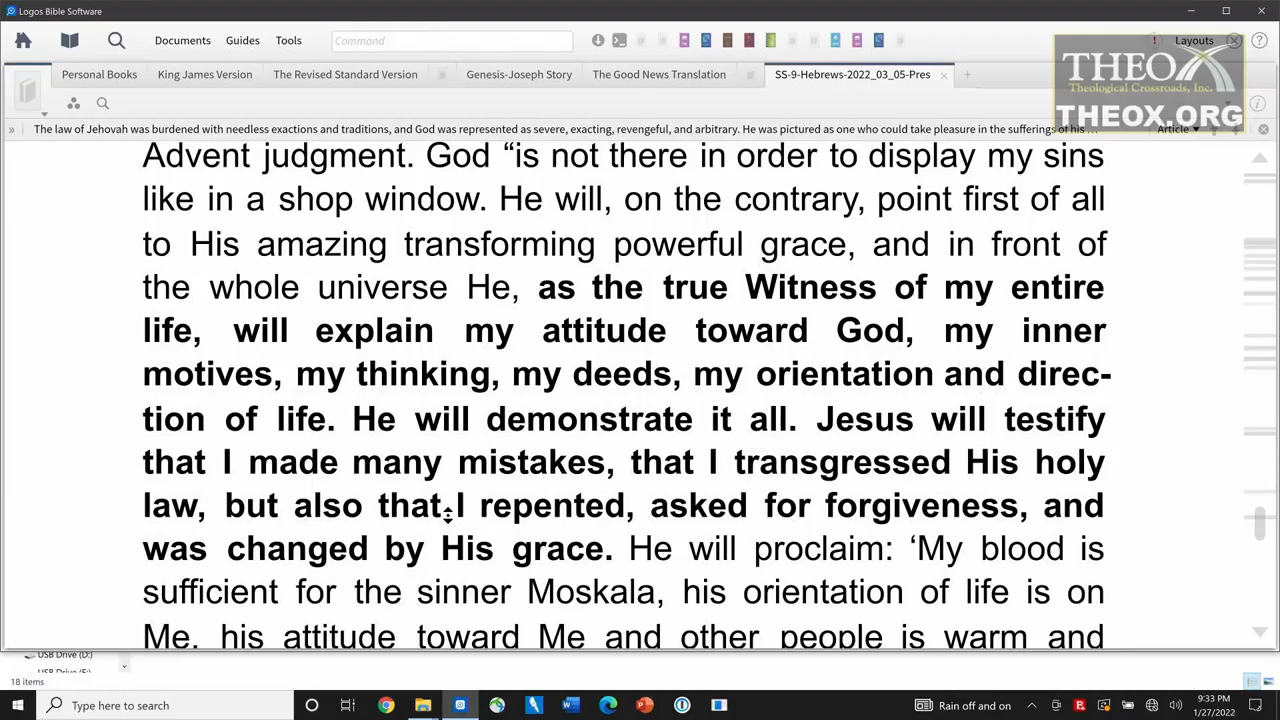 Logos Bible Software
Documents Guides Tools Command Layouts
THEOX
Theological Crossroads, Inc.
THEOX.ORG
Personal Books King James Version The Revised Standard Version Genesis-Joseph Story The Good News Translation SS-9-Hebrews-2022_03_05-Pres
The law of Jehovah was burdened with needless exactions and traditions, and God was represented as severe, exacting, revengeful, and arbitrary. He was pictured as one who could take pleasure in the sufferings of his ... Article
Advent judgment. God “is not there in order to display my sins
like in a shop window. He will, on the contrary, point first of all
to His amazing transforming powerful grace, and in front of
the whole universe He, as the true Witness of my entire
life, will explain my attitude toward God, my inner
motives, my thinking, my deeds, my orientation and direc-
tion of life. He will demonstrate it all. Jesus will testify
that I made many mistakes, that I transgressed His holy
law, but also that I repented, asked for forgiveness, and
was changed by His grace. He will proclaim: ‘My blood is
sufficient for the sinner Moskala, his orientation of life is on
Me, his attitude toward Me and other people is warm and
USB Drive (D:)
18 items
Type here to search
Rain off and on
9:33 PM
1/27/2022